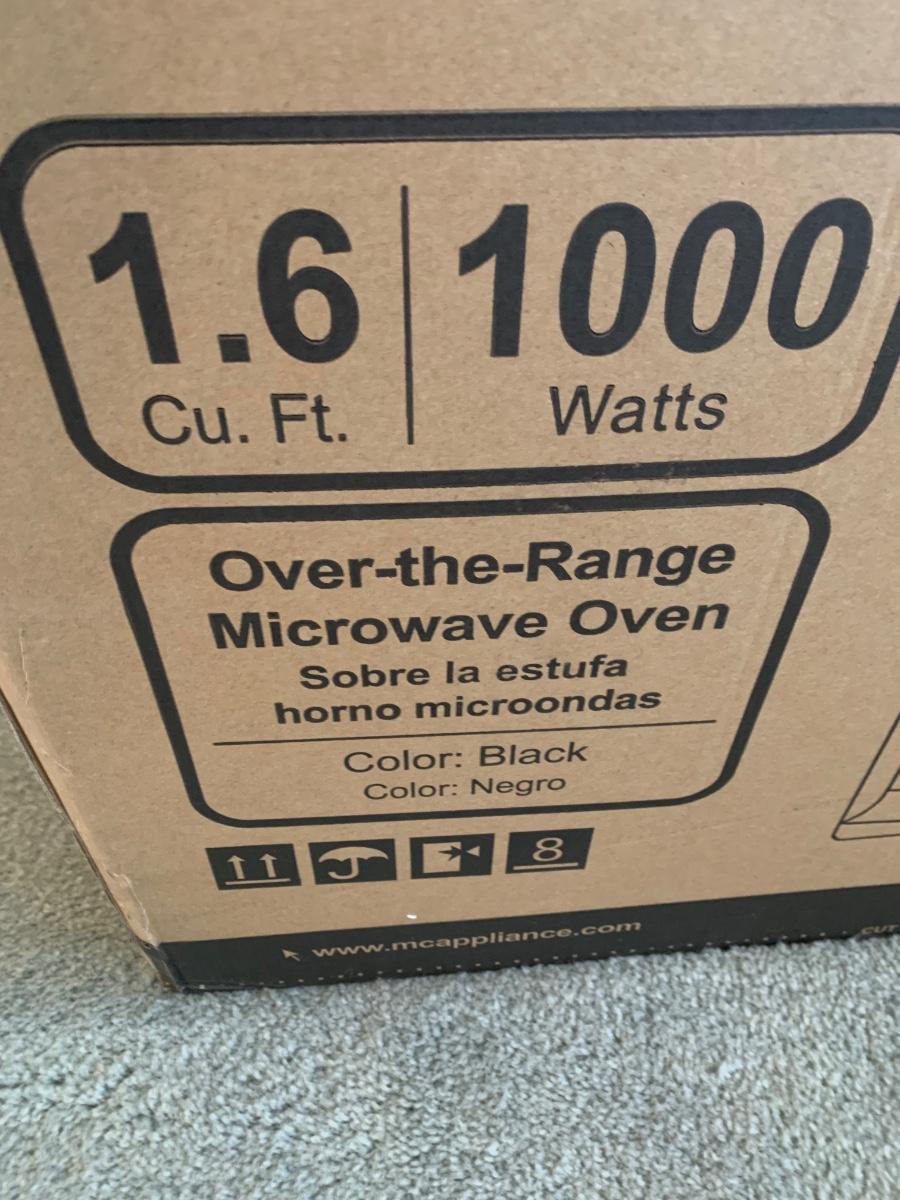 1.6
Cu. Ft.
1000
Watts
Over-the-Range
Microwave Oven
Sobre la estufa
horno microondas
Color: Black
Color: Negro
8
www.mcappliance.com
CUT